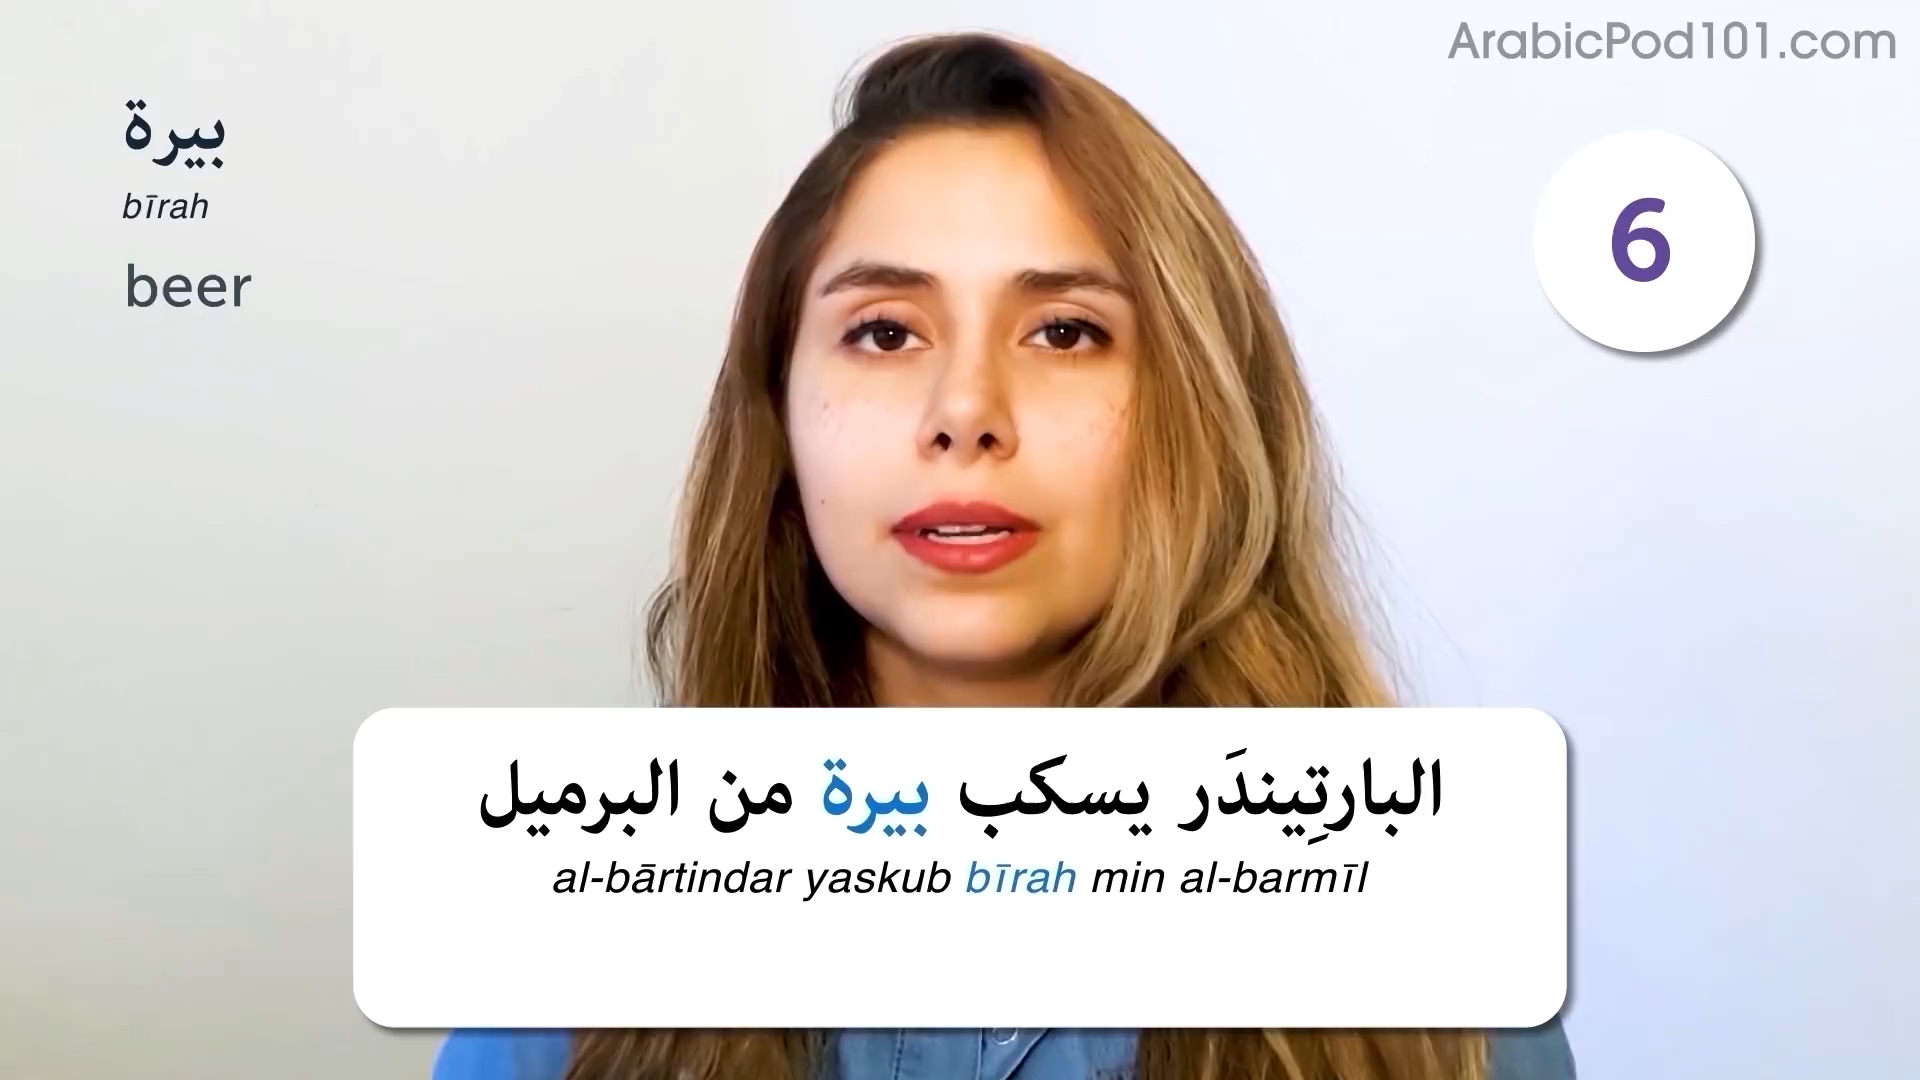 ArabicPod101.com
بيرة
bīrah
beer
6
البارتِيندَر يسكب بيرة من البرميل
al-bārtindar yaskub bīrah min al-barmīl